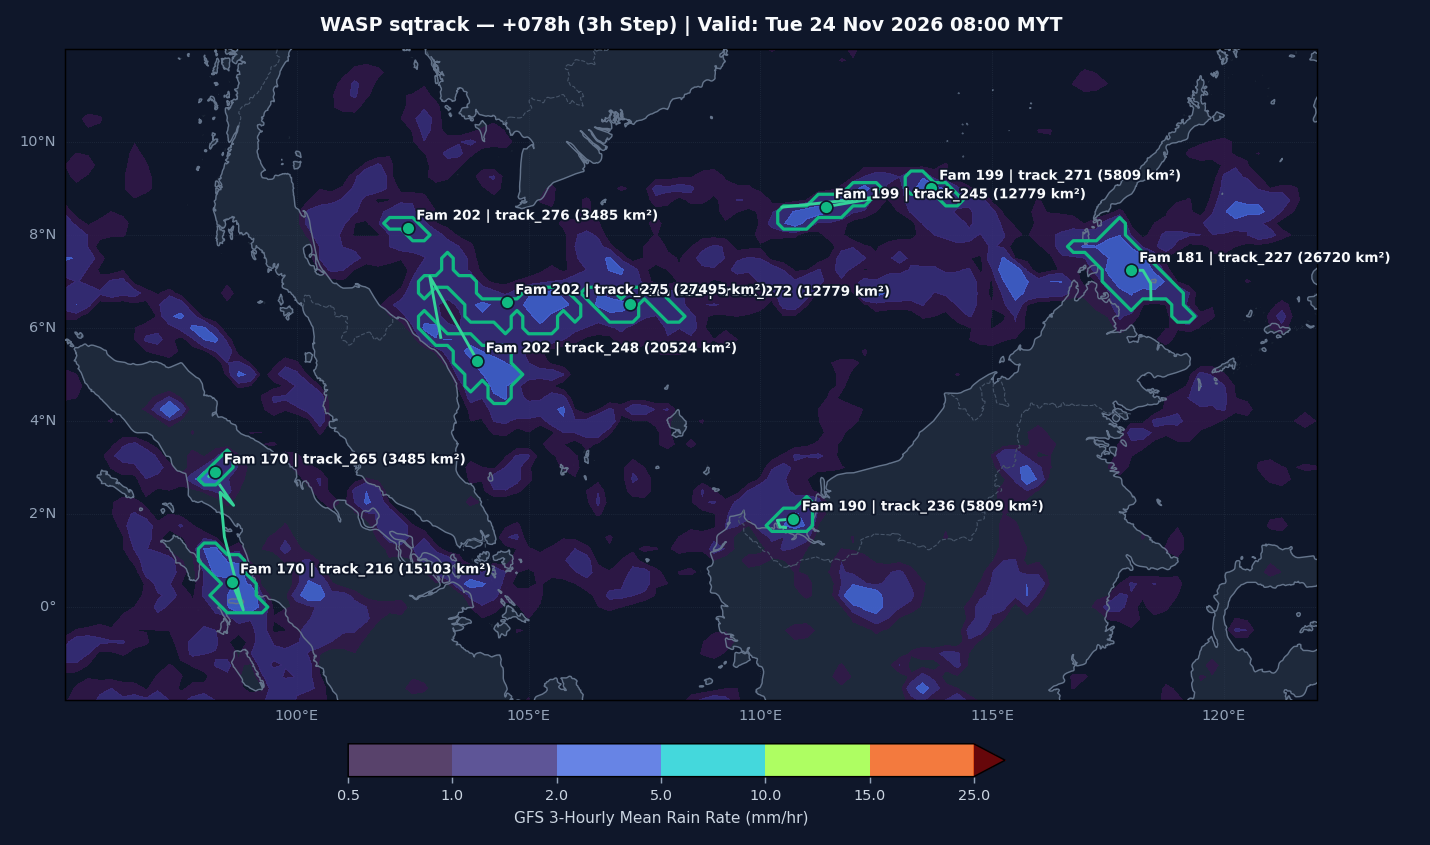 WASP sqtrack — +078h (3h Step) | Valid: Tue 24 Nov 2026 08:00 MYT
10°N
8°N
6°N
4°N
2°N
0°
Fam 199 | track_271 (5809 km²)
Fam 199 | track_245 (12779 km²)
Fam 202 | track_276 (3485 km²)
Fam 181 | track_227 (26720 km²)
Fam 202 | track_275 (27495 km²)
_272 (12779 km²)
Fam 202 | track_248 (20524 km²)
Fam 170 | track_265 (3485 km²)
Fam 190 | track_236 (5809 km²)
Fam 170 | track_216 (15103 km²)
100°E 105°E 110°E 115°E 120°E
0.5 1.0 2.0 5.0 10.0 15.0 25.0
GFS 3-Hourly Mean Rain Rate (mm/hr)